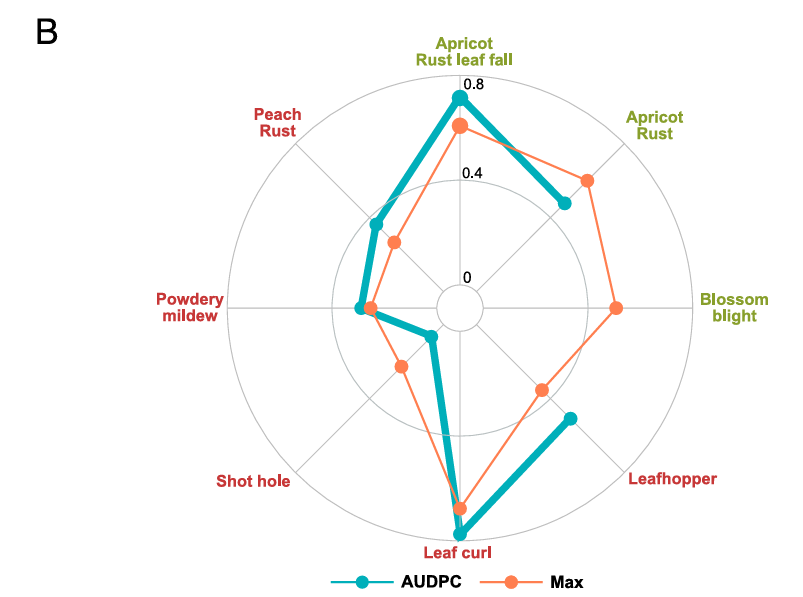 B
Apricot
Rust leaf fall
0.8
Peach
Rust
Apricot
Rust
0.4
0
Powdery
mildew
Blossom
blight
Shot hole
Leafhopper
Leaf curl
AUDPC
Max